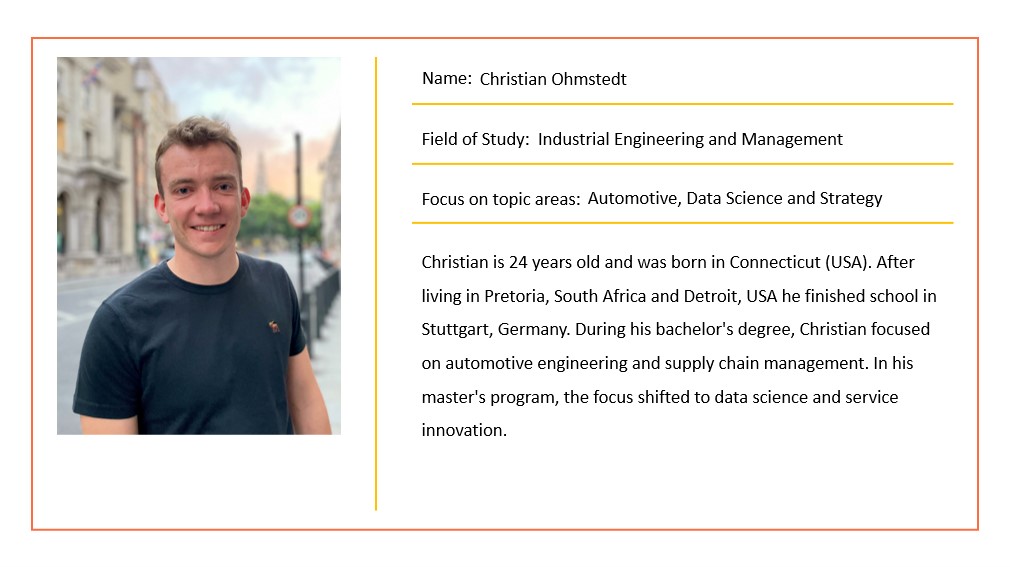 Name: Christian Ohmstedt
Field of Study: Industrial Engineering and Management
Focus on topic areas: Automotive, Data Science and Strategy
Christian is 24 years old and was born in Connecticut (USA). After
living in Pretoria, South Africa and Detroit, USA he finished school in
Stuttgart, Germany. During his bachelor's degree, Christian focused
on automotive engineering and supply chain management. In his
master's program, the focus shifted to data science and service
innovation.